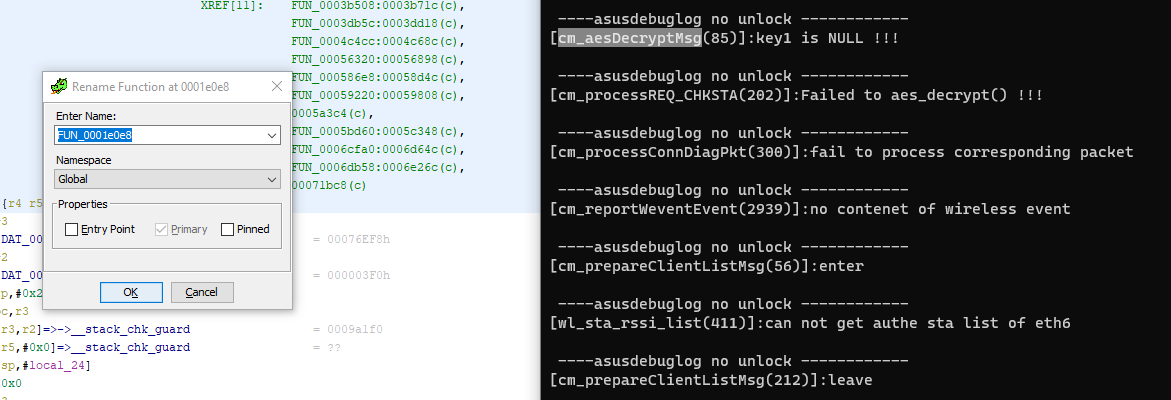 XREF[11]: FUN_0003b508:0003b71c(c),
FUN_0003db5c:0003dd18(c),
FUN_0004c4cc:0004c68c(c),
FUN_00056320:00056898(c),
FUN_000586e8:00058d4c(c),
FUN_00059220:00059808(c),
0005a3c4(c),
FUN_0005bd60:0005c348(c),
FUN_0006cfa0:0006d64c(c),
FUN_0006db58:0006e26c(c),
00071bc8(c)
Rename Function at 0001e0e8
Enter Name:
FUN_0001e0e8
Namespace
Global
Properties
Entry Point
Primary
Pinned
OK
Cancel
{r4 r5
r3
DAT_00 = 00076EF8h
r2
DAT_00 = 000003F0h
p,#0x2
c,r3
r3,r2]=>->__stack_chk_guard = 0009a1f0
r5,#0x0]=>__stack_chk_guard = ??
sp,#local_24]
0x0
----asusdebuglog no unlock ------------
[cm_aesDecryptMsg(85)]:key1 is NULL !!!
----asusdebuglog no unlock ------------
[cm_processREQ_CHKSTA(202)]:Failed to aes_decrypt() !!!
----asusdebuglog no unlock ------------
[cm_processConnDiagPkt(300)]:fail to process corresponding packet
----asusdebuglog no unlock ------------
[cm_reportWeventEvent(2939)]:no contenet of wireless event
----asusdebuglog no unlock ------------
[cm_prepareClientListMsg(56)]:enter
----asusdebuglog no unlock ------------
[wl_sta_rssi_list(411)]:can not get authe sta list of eth6
----asusdebuglog no unlock ------------
[cm_prepareClientListMsg(212)]:leave